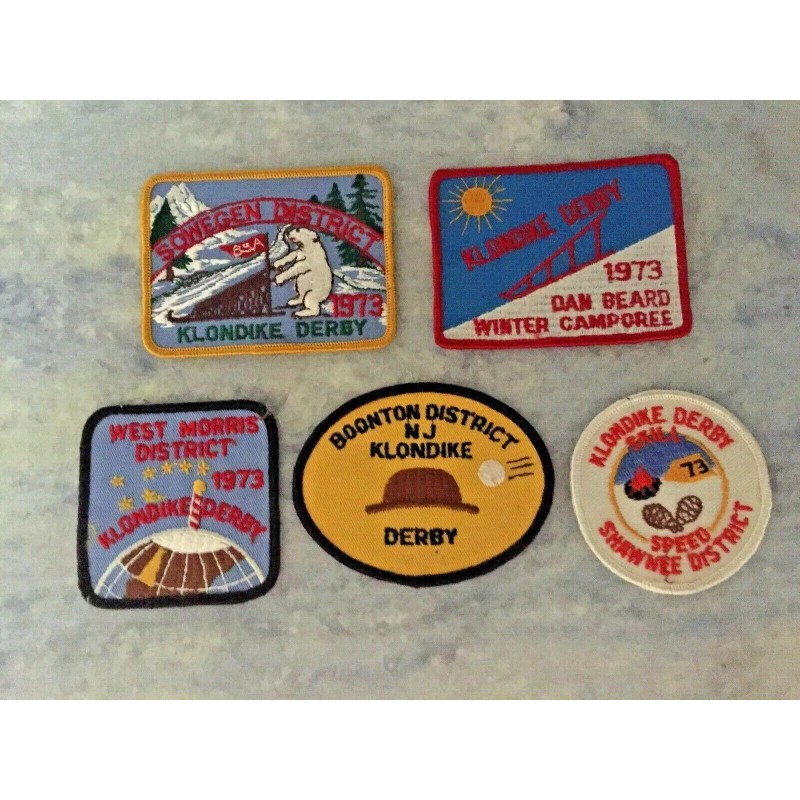 SOWEGEN DISTRICT
BSA
1973
KLONDIKE DERBY
KLONDIKE DERBY
1973
DAN BEARD
WINTER CAMPOREE
WEST MORRIS
DISTRICT
1973
KLONDIKE DERBY
BOONTON DISTRICT
NJ
KLONDIKE
DERBY
KLONDIKE DERBY
SKILL
73
SPEED
SHAWNEE DISTRICT